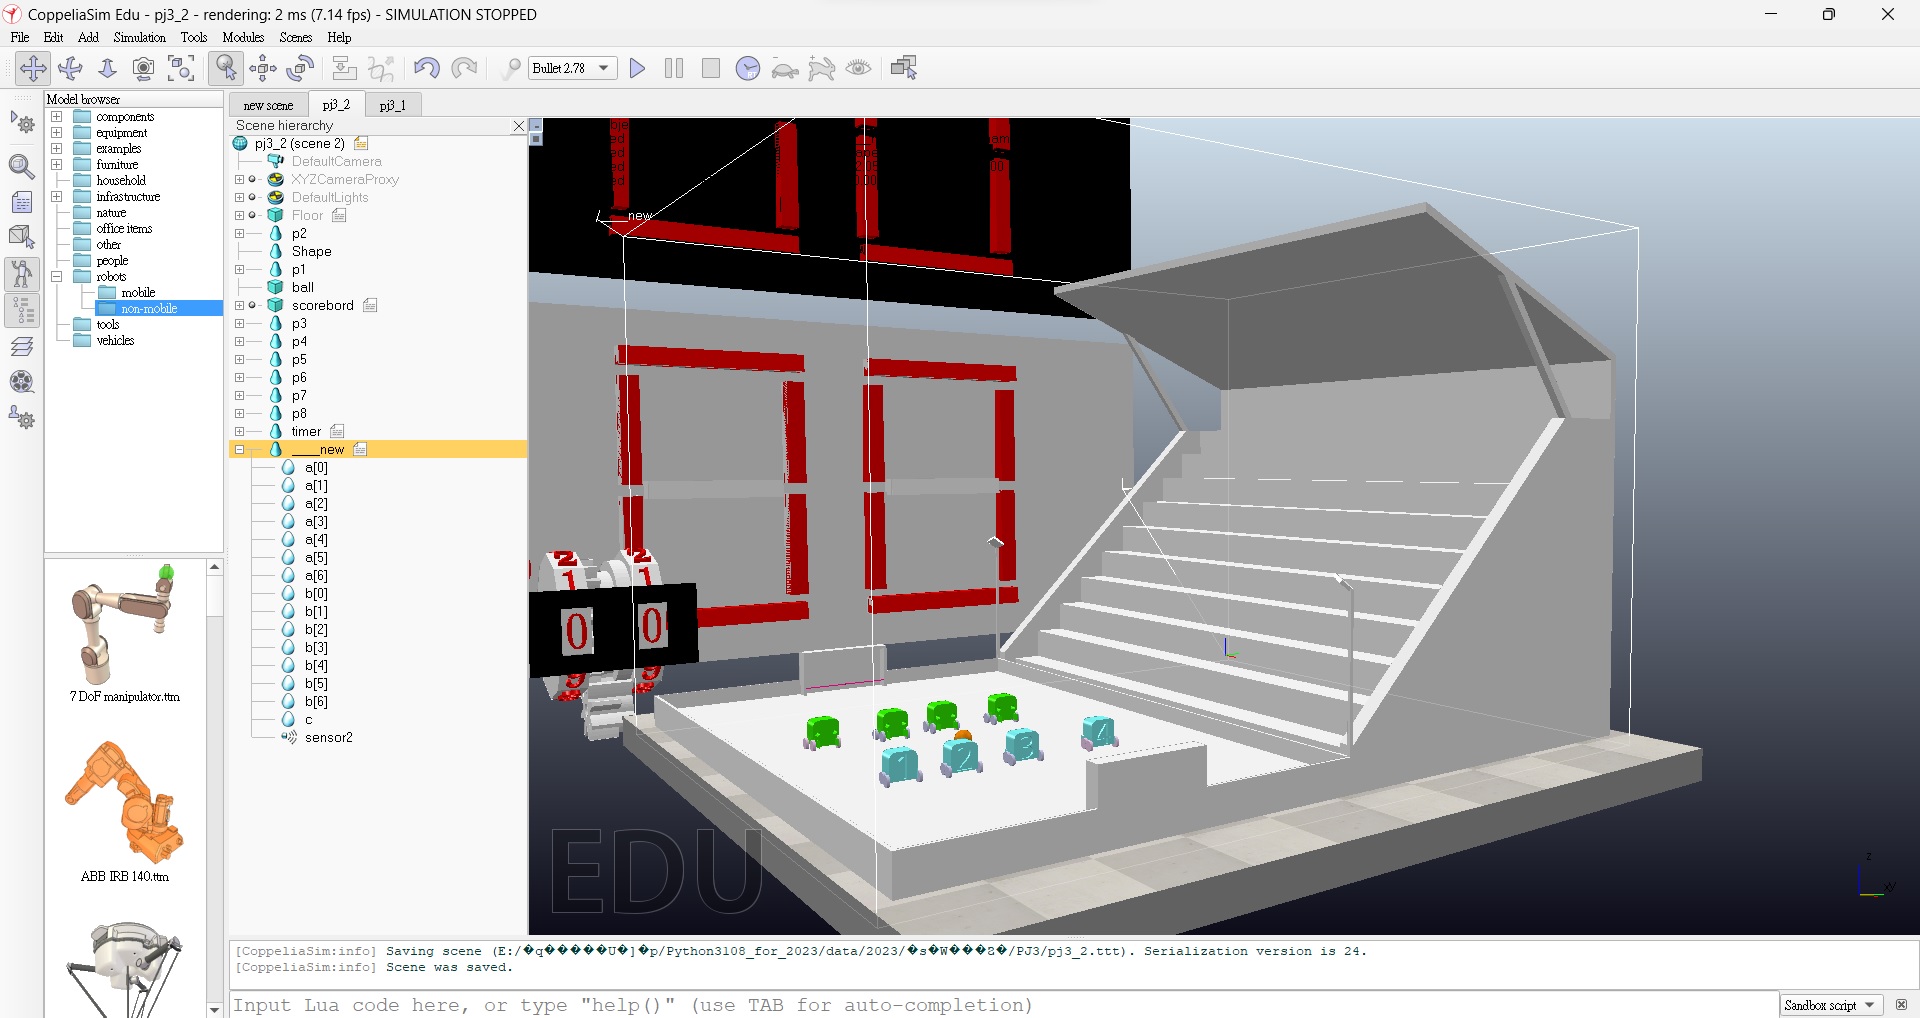 CoppeliaSim Edu - pj3_2 - rendering: 2 ms (7.14 fps) - SIMULATION STOPPED
File Edit Add Simulation Tools Modules Scenes Help
Bullet 2.78
RT
Model browser
components
equipment
examples
furniture
household
infrastructure
nature
office items
other
people
robots
mobile
non-mobile
tools
vehicles
7 DoF manipulator.ttm
ABB IRB 140.ttm
new scene pj3_2 pj3_1
Scene hierarchy
pj3_2 (scene 2)
DefaultCamera
XYZCameraProxy
DefaultLights
Floor
p2
Shape
p1
ball
scorebord
p3
p4
p5
p6
p7
p8
timer
____new
a[0]
a[1]
a[2]
a[3]
a[4]
a[5]
a[6]
b[0]
b[1]
b[2]
b[3]
b[4]
b[5]
b[6]
c
sensor2
new
2 2
1 1
0 0
1 2 3 4
EDU
z
xy
[CoppeliaSim:info] Saving scene (E:/�q�����U�]�p/Python3108_for_2023/data/2023/�s�W���ƨ�/PJ3/pj3_2.ttt). Serialization version is 24.
[CoppeliaSim:info] Scene was saved.
Input Lua code here, or type "help()" (use TAB for auto-completion)
Sandbox script